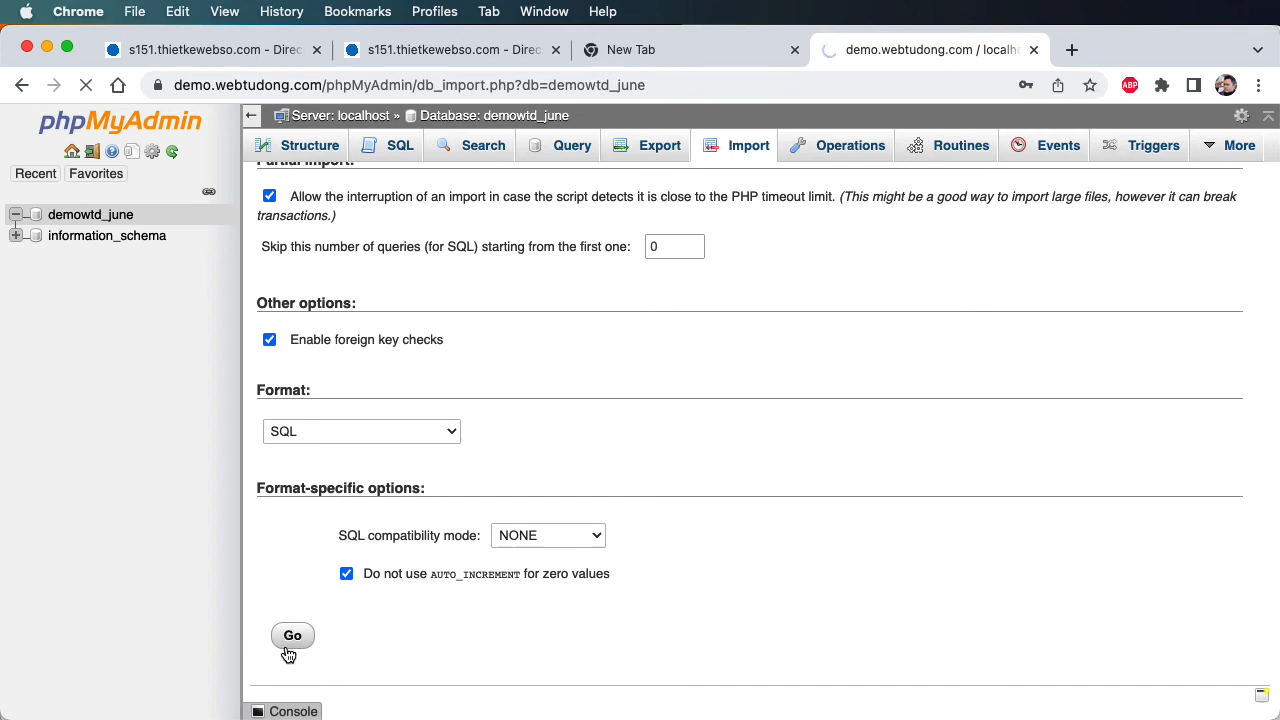 Chrome File Edit View History Bookmarks Profiles Tab Window Help
s151.thietkewebso.com - Direc
s151.thietkewebso.com - Direc
New Tab
demo.webtudong.com / localh
demo.webtudong.com/phpMyAdmin/db_import.php?db=demowtd_june
ABP
phpMyAdmin
Recent Favorites
demowtd_june
information_schema
Server: localhost » Database: demowtd_june
Structure SQL Search Query Export Import Operations Routines Events Triggers More
Partial import:
Allow the interruption of an import in case the script detects it is close to the PHP timeout limit. (This might be a good way to import large files, however it can break
transactions.)
Skip this number of queries (for SQL) starting from the first one: 0
Other options:
Enable foreign key checks
Format:
SQL
Format-specific options:
SQL compatibility mode: NONE
Do not use AUTO_INCREMENT for zero values
Go
Console